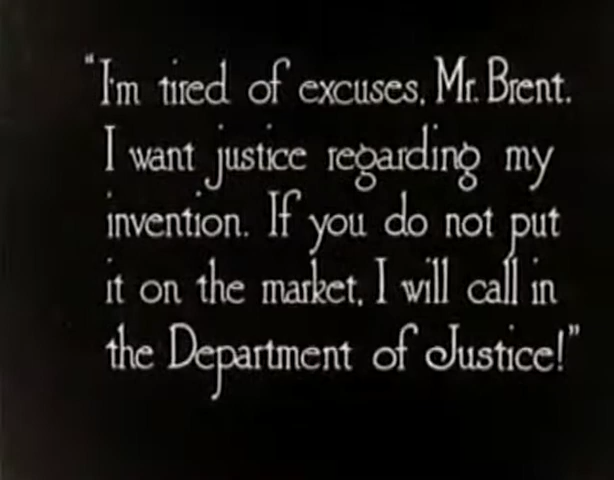 "I'm tired of excuses, Mr. Brent.
I want justice regarding my
invention. If you do not put
it on the market, I will call in
the Department of Justice!"